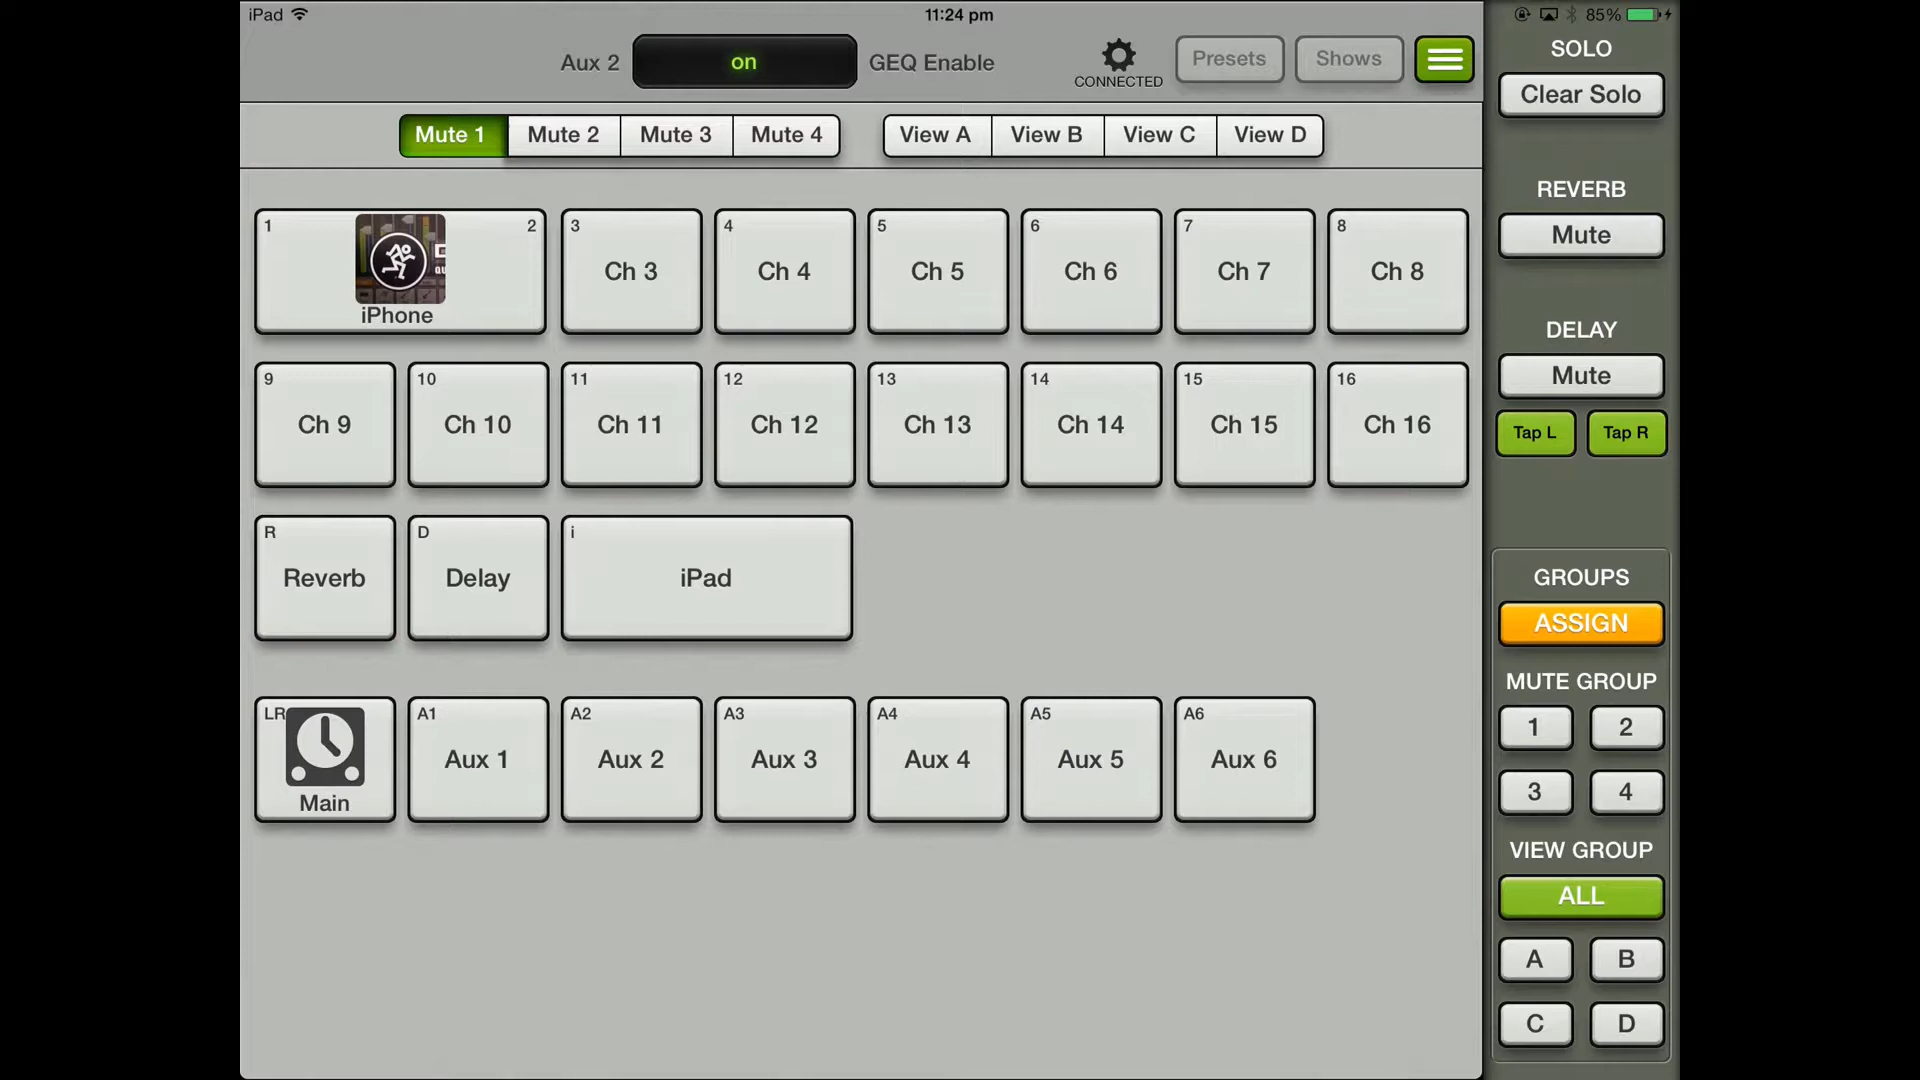 iPad 11:24 pm 85%
Aux 2 on GEQ Enable CONNECTED Presets Shows
SOLO
Clear Solo
Mute 1 Mute 2 Mute 3 Mute 4 View A View B View C View D
REVERB
Mute
1 2 3 4 5 6 7 8
iPhone Ch 3 Ch 4 Ch 5 Ch 6 Ch 7 Ch 8
DELAY
Mute
Tap L Tap R
9 10 11 12 13 14 15 16
Ch 9 Ch 10 Ch 11 Ch 12 Ch 13 Ch 14 Ch 15 Ch 16
R D i
Reverb Delay iPad
GROUPS
ASSIGN
MUTE GROUP
1 2
3 4
LR A1 A2 A3 A4 A5 A6
Main Aux 1 Aux 2 Aux 3 Aux 4 Aux 5 Aux 6
VIEW GROUP
ALL
A B
C D